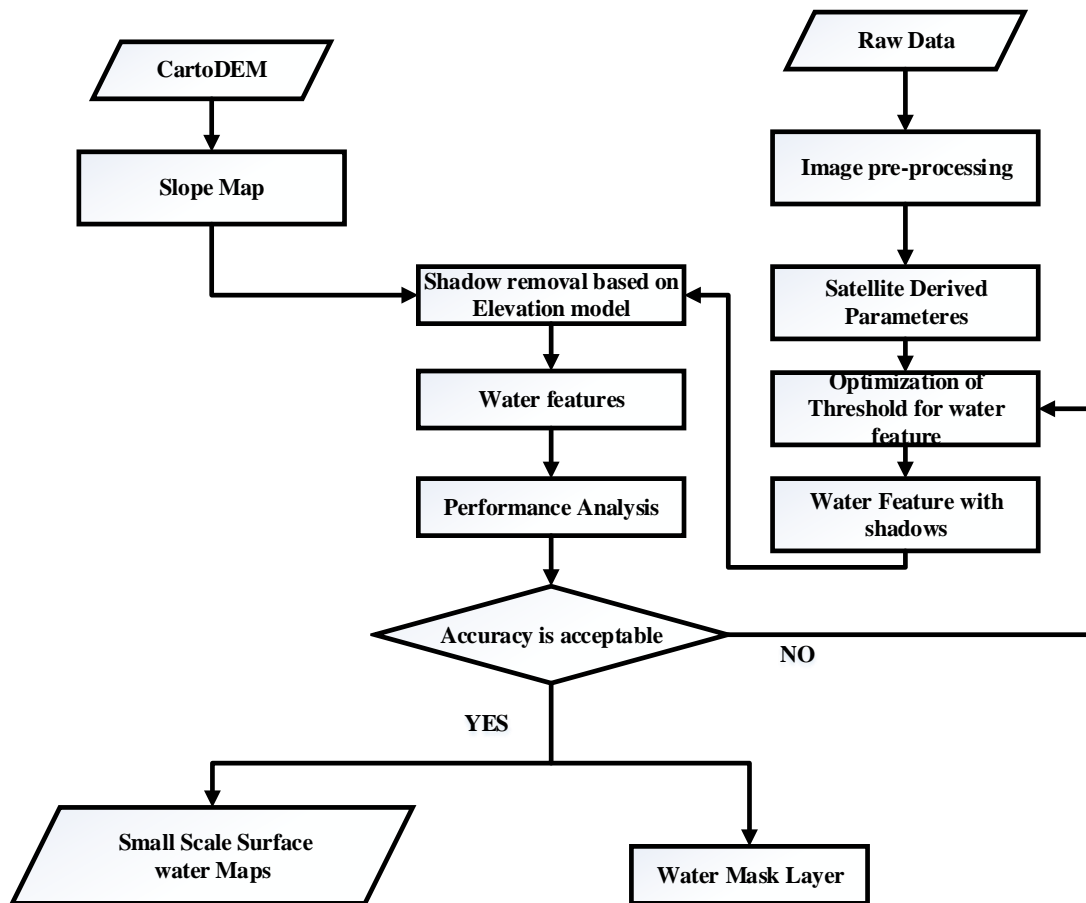 CartoDEM
Raw Data
Slope Map
Image pre-processing
Shadow removal based on
Elevation model
Satellite Derived
Parameteres
Water features
Optimization of
Threshold for water
feature
Performance Analysis
Water Feature with
shadows
Accuracy is acceptable
NO
YES
Small Scale Surface
water Maps
Water Mask Layer